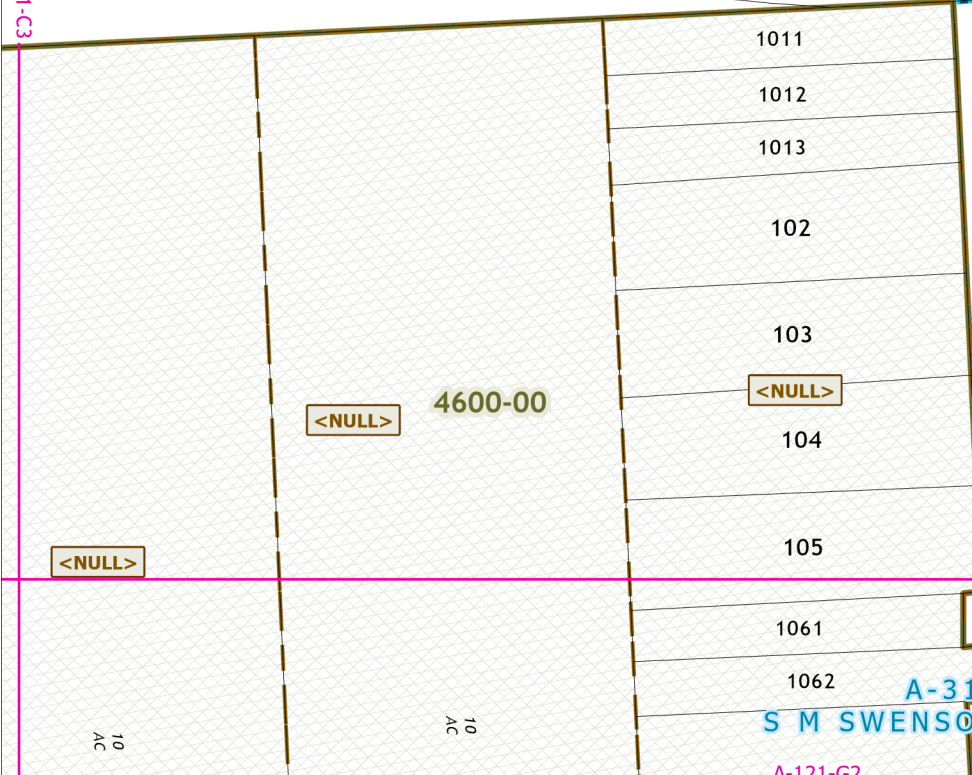 1-C3
1011
1012
1013
102
103
<NULL>
4600-00
<NULL>
104
105
<NULL>
1061
1062
A-31
S M SWENSO
10
AC
10
AC
A-121-G2